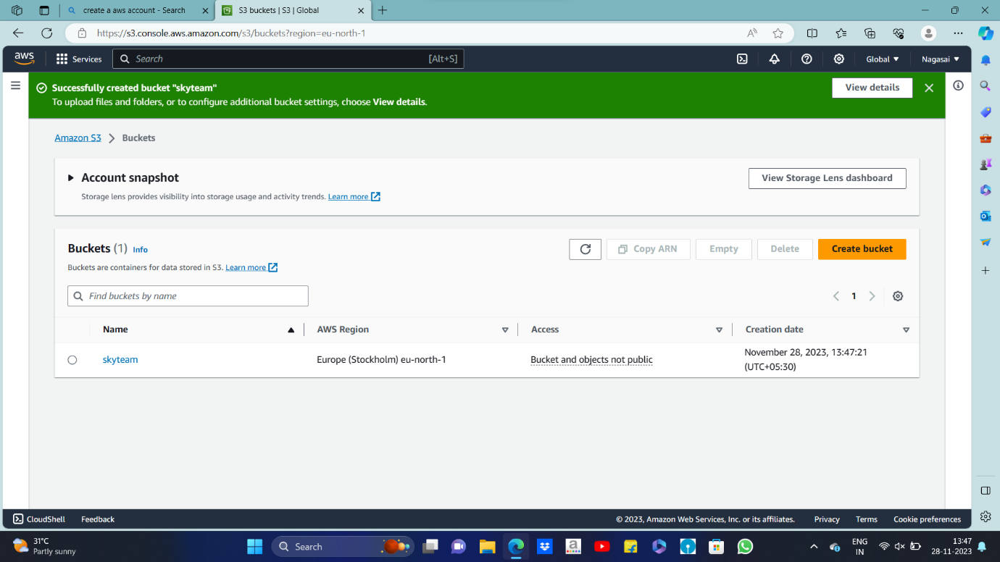 create a aws account - Search
S3 buckets | S3 | Global
https://s3.console.aws.amazon.com/s3/buckets?region=eu-north-1
aws
Services
Search
[Alt+S]
Global ▼
Nagasai ▼
Successfully created bucket "skyteam"
To upload files and folders, or to configure additional bucket settings, choose View details.
View details
Amazon S3 > Buckets
Account snapshot
View Storage Lens dashboard
Storage lens provides visibility into storage usage and activity trends. Learn more
Buckets (1) Info
Copy ARN
Empty
Delete
Create bucket
Buckets are containers for data stored in S3. Learn more
Find buckets by name
1
Name
AWS Region
Access
Creation date
skyteam
Europe (Stockholm) eu-north-1
Bucket and objects not public
November 28, 2023, 13:47:21
(UTC+05:30)
CloudShell
Feedback
© 2023, Amazon Web Services, Inc. or its affiliates.
Privacy
Terms
Cookie preferences
31°C
Partly sunny
Search
ENG
IN
13:47
28-11-2023